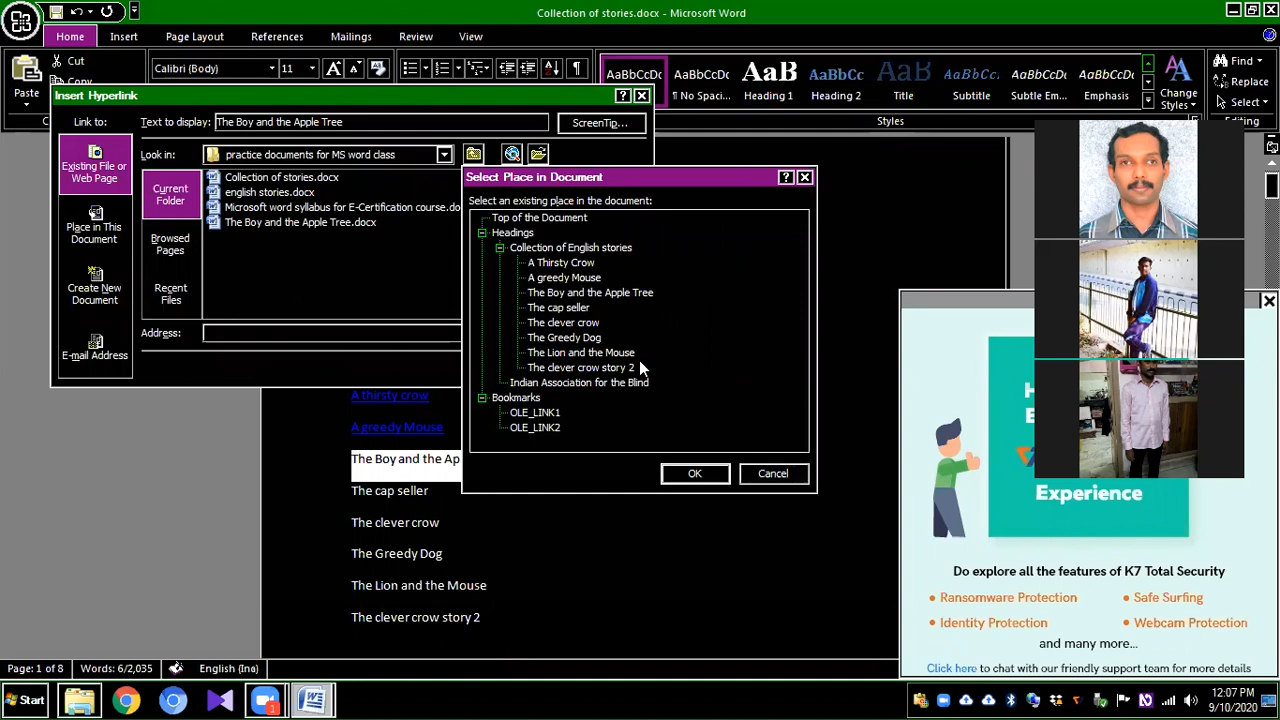 Collection of stories.docx - Microsoft Word
Home Insert Page Layout References Mailings Review View
Cut
Copy
Paste
Calibri (Body) 11
AaBbCcDc AaBbCcDc AaB AaBbCc AaB AaBbCc AaBbCcDc AaBbCcDc
¶ No Spaci... Heading 1 Heading 2 Title Subtitle Subtle Em... Emphasis
Change
Styles
Find
Replace
Select
Styles
Editing
Insert Hyperlink
Link to:
Text to display: The Boy and the Apple Tree
ScreenTip...
Existing File or
Web Page
Place in This
Document
Create New
Document
E-mail Address
Look in: practice documents for MS word class
Current
Folder
Browsed
Pages
Recent
Files
Collection of stories.docx
english stories.docx
Microsoft word syllabus for E-Certification course.do
The Boy and the Apple Tree.docx
Address:
Select Place in Document
Select an existing place in the document:
Top of the Document
Headings
Collection of English stories
A Thirsty Crow
A greedy Mouse
The Boy and the Apple Tree
The cap seller
The clever crow
The Greedy Dog
The Lion and the Mouse
The clever crow story 2
Indian Association for the Blind
Bookmarks
OLE_LINK1
OLE_LINK2
OK Cancel
A thirsty crow
A greedy Mouse
The Boy and the Ap
The cap seller
The clever crow
The Greedy Dog
The Lion and the Mouse
The clever crow story 2
Experience
Do explore all the features of K7 Total Security
• Ransomware Protection • Safe Surfing
• Identity Protection • Webcam Protection
and many more...
Click here to chat with our friendly support team for more details
Page: 1 of 8 Words: 6/2,035 English (Ind)
Start
1
12:07 PM
9/10/2020